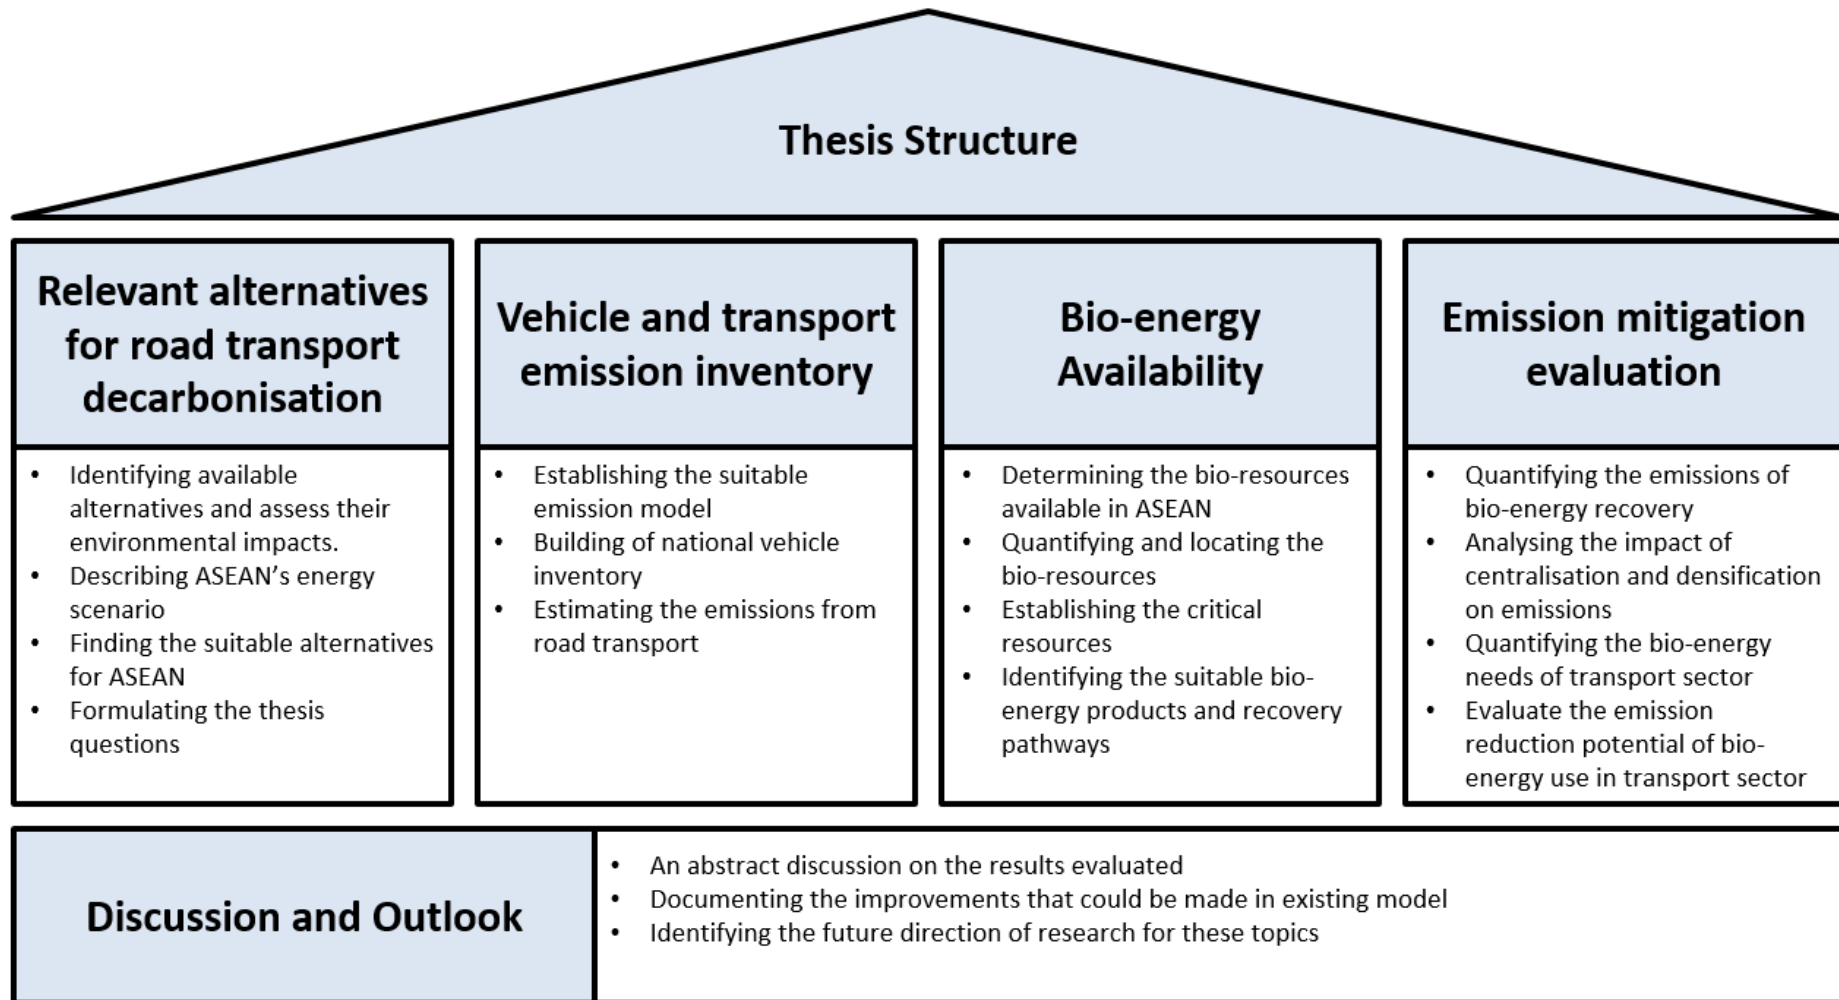 Thesis Structure
Relevant alternatives
for road transport
decarbonisation
• Identifying available
alternatives and assess their
environmental impacts.
• Describing ASEAN's energy
scenario
• Finding the suitable alternatives
for ASEAN
• Formulating the thesis
questions
Vehicle and transport
emission inventory
• Establishing the suitable
emission model
• Building of national vehicle
inventory
• Estimating the emissions from
road transport
Bio-energy
Availability
• Determining the bio-resources
available in ASEAN
• Quantifying and locating the
bio-resources
• Establishing the critical
resources
• Identifying the suitable bio-
energy products and recovery
pathways
Emission mitigation
evaluation
• Quantifying the emissions of
bio-energy recovery
• Analysing the impact of
centralisation and densification
on emissions
• Quantifying the bio-energy
needs of transport sector
• Evaluate the emission
reduction potential of bio-
energy use in transport sector
Discussion and Outlook
• An abstract discussion on the results evaluated
• Documenting the improvements that could be made in existing model
• Identifying the future direction of research for these topics